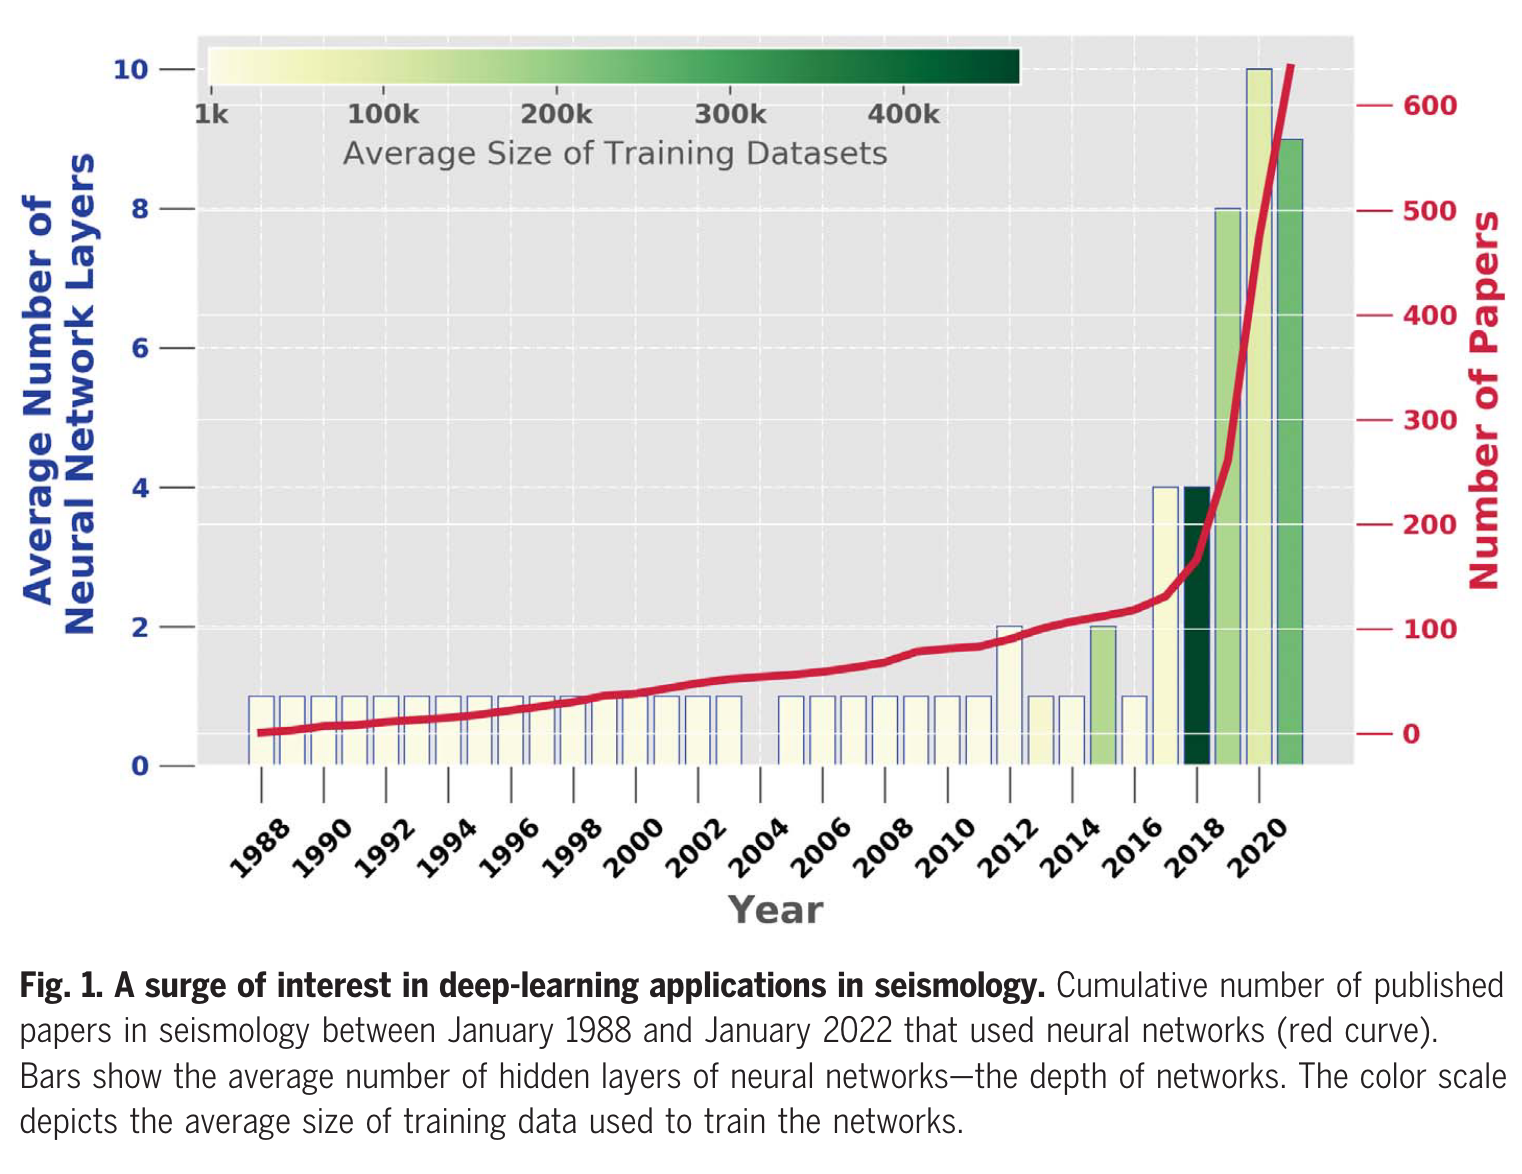 10
8
6
4
2
0
Average Number of
Neural Network Layers
1k 100k 200k 300k 400k
Average Size of Training Datasets
600
500
400
300
200
100
0
Number of Papers
1988 1990 1992 1994 1996 1998 2000 2002 2004 2006 2008 2010 2012 2014 2016 2018 2020
Year
Fig. 1. A surge of interest in deep-learning applications in seismology. Cumulative number of published
papers in seismology between January 1988 and January 2022 that used neural networks (red curve).
Bars show the average number of hidden layers of neural networks—the depth of networks. The color scale
depicts the average size of training data used to train the networks.